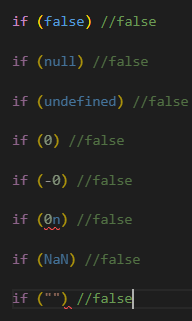 if (false) //false
if (null) //false
if (undefined) //false
if (0) //false
if (-0) //false
if (0n) //false
if (NaN) //false
if ("") //false